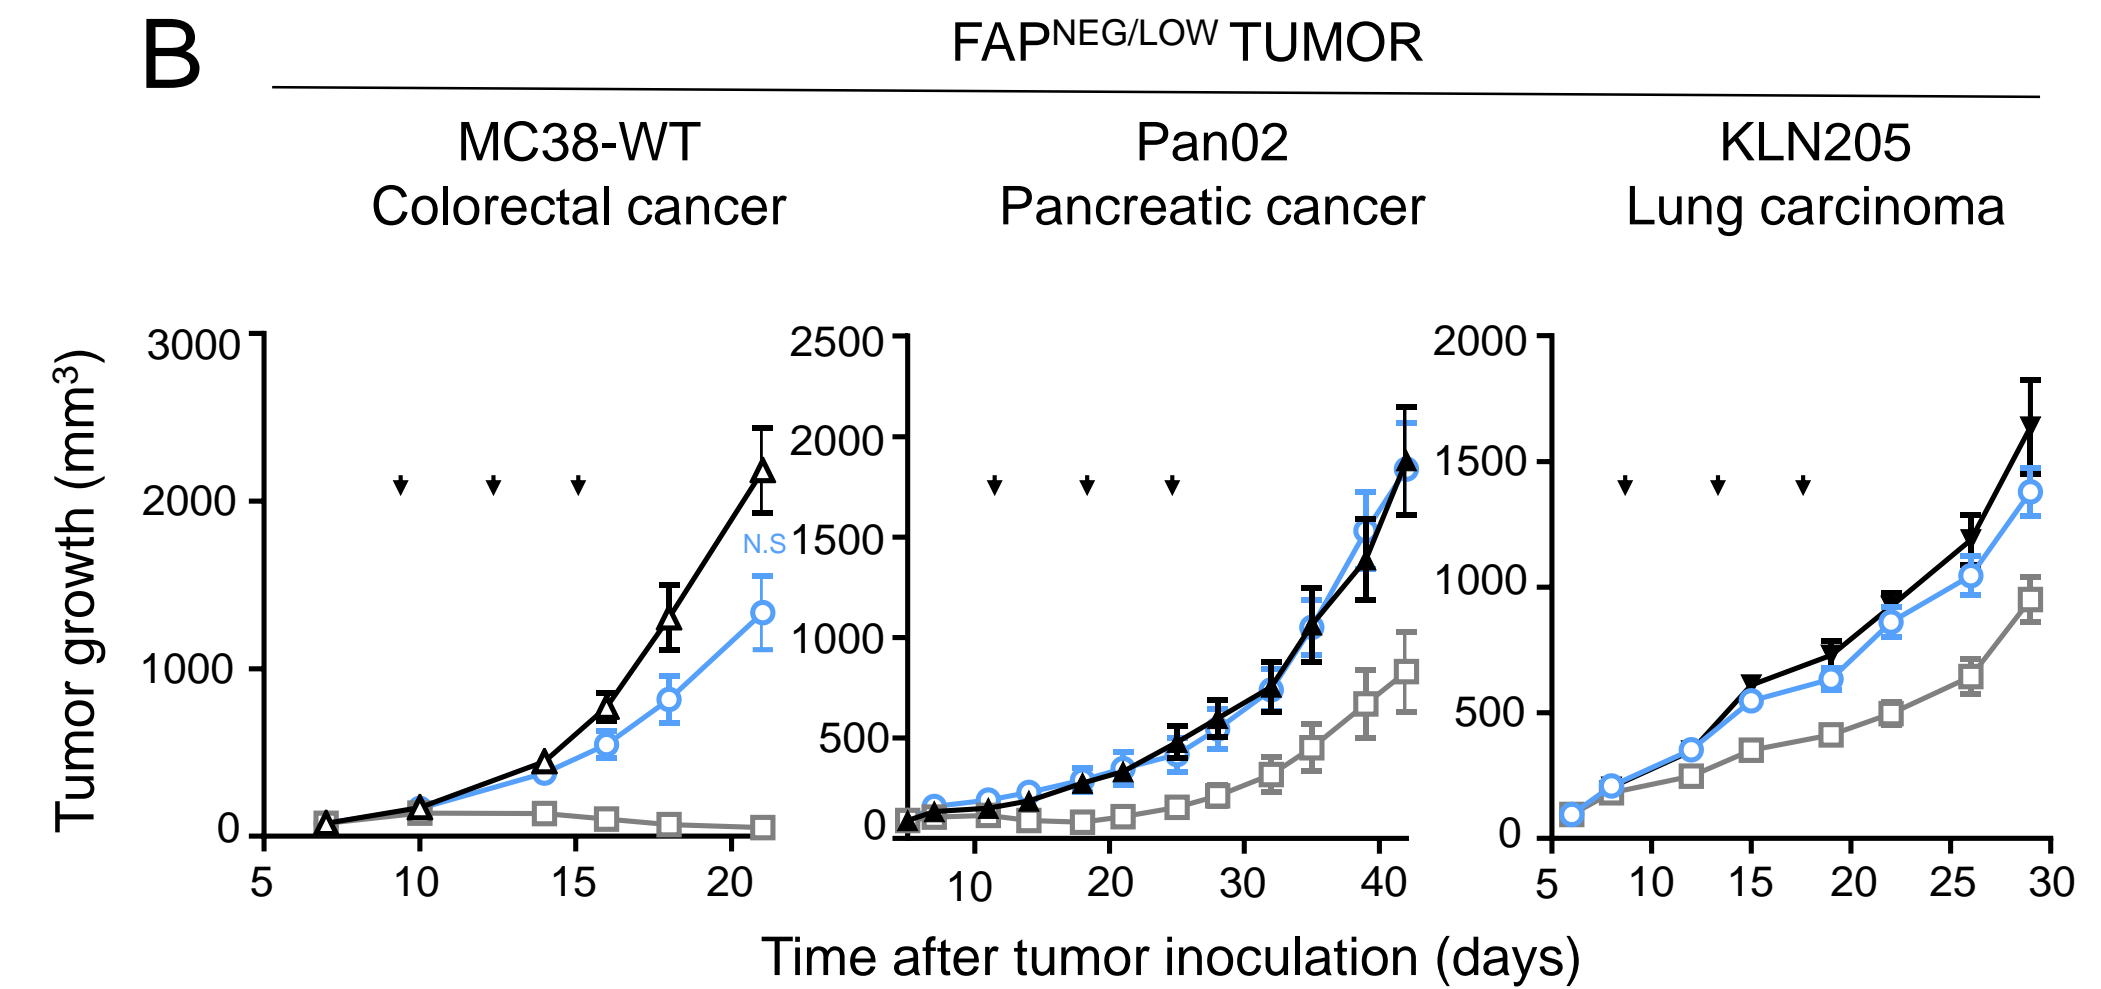 B
FAPNEG/LOW TUMOR
MC38-WT
Colorectal cancer
Pan02
Pancreatic cancer
KLN205
Lung carcinoma
Tumor growth (mm3)
3000
2000
1000
0
N.S
5 10 15 20
2500
2000
1500
1000
500
0
10 20 30 40
2000
1500
1000
500
0
5 10 15 20 25 30
Time after tumor inoculation (days)